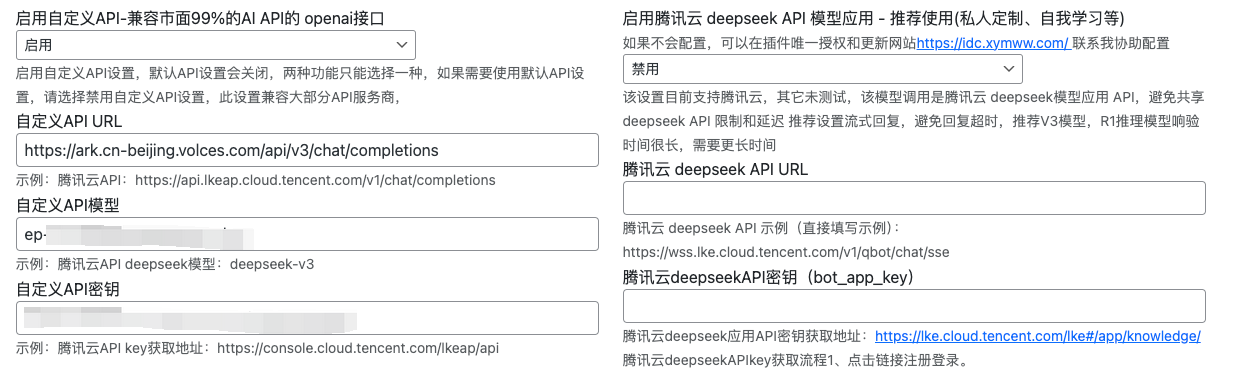 启用自定义API-兼容市面99%的AI API的 openai接口
启用
启用自定义API设置，默认API设置会关闭，两种功能只能选择一种，如果需要使用默认API设
置，请选择禁用自定义API设置，此设置兼容大部分API服务商，
自定义API URL
https://ark.cn-beijing.volces.com/api/v3/chat/completions
示例：腾讯云API：https://api.lkeap.cloud.tencent.com/v1/chat/completions
自定义API模型
ep-
示例：腾讯云API deepseek模型：deepseek-v3
自定义API密钥
示例：腾讯云API key获取地址：https://console.cloud.tencent.com/lkeap/api
启用腾讯云 deepseek API 模型应用 - 推荐使用(私人定制、自我学习等)
如果不会配置，可以在插件唯一授权和更新网站https://idc.xymww.com/ 联系我协助配置
禁用
该设置目前支持腾讯云，其它未测试，该模型调用是腾讯云 deepseek模型应用 API，避免共享
deepseek API 限制和延迟 推荐设置流式回复，避免回复超时，推荐V3模型，R1推理模型响验
时间很长，需要更长时间
腾讯云 deepseek API URL
腾讯云 deepseek API 示例（直接填写示例）：
https://wss.lke.cloud.tencent.com/v1/qbot/chat/sse
腾讯云deepseekAPI密钥（bot_app_key）
腾讯云deepseek应用API密钥获取地址：https://lke.cloud.tencent.com/lke#/app/knowledge/
腾讯云deepseekAPIkey获取流程1、点击链接注册登录。